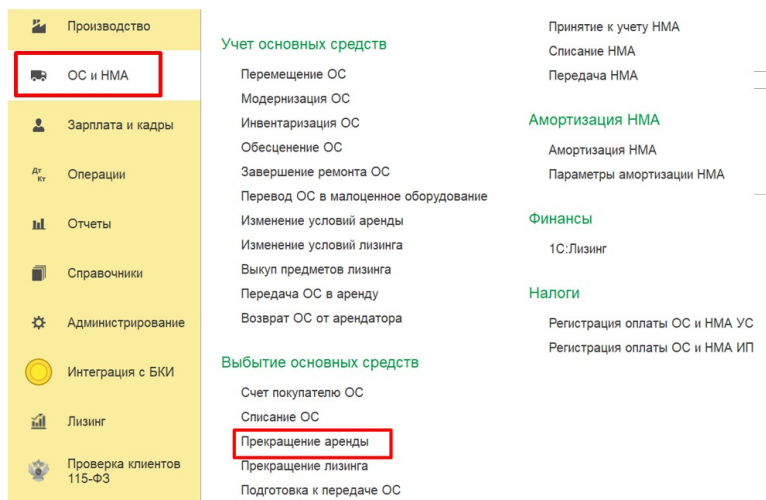 Производство
ОС и НМА
Зарплата и кадры
Дт
Кт
Операции
Отчеты
Справочники
Администрирование
Интеграция с БКИ
Лизинг
Проверка клиентов
115-ФЗ
Учет основных средств
Перемещение ОС
Модернизация ОС
Инвентаризация ОС
Обесценение ОС
Завершение ремонта ОС
Перевод ОС в малоценное оборудование
Изменение условий аренды
Изменение условий лизинга
Выкуп предметов лизинга
Передача ОС в аренду
Возврат ОС от арендатора
Выбытие основных средств
Счет покупателю ОС
Списание ОС
Прекращение аренды
Прекращение лизинга
Подготовка к передаче ОС
Принятие к учету НМА
Списание НМА
Передача НМА
Амортизация НМА
Амортизация НМА
Параметры амортизации НМА
Финансы
1С:Лизинг
Налоги
Регистрация оплаты ОС и НМА УС
Регистрация оплаты ОС и НМА ИП